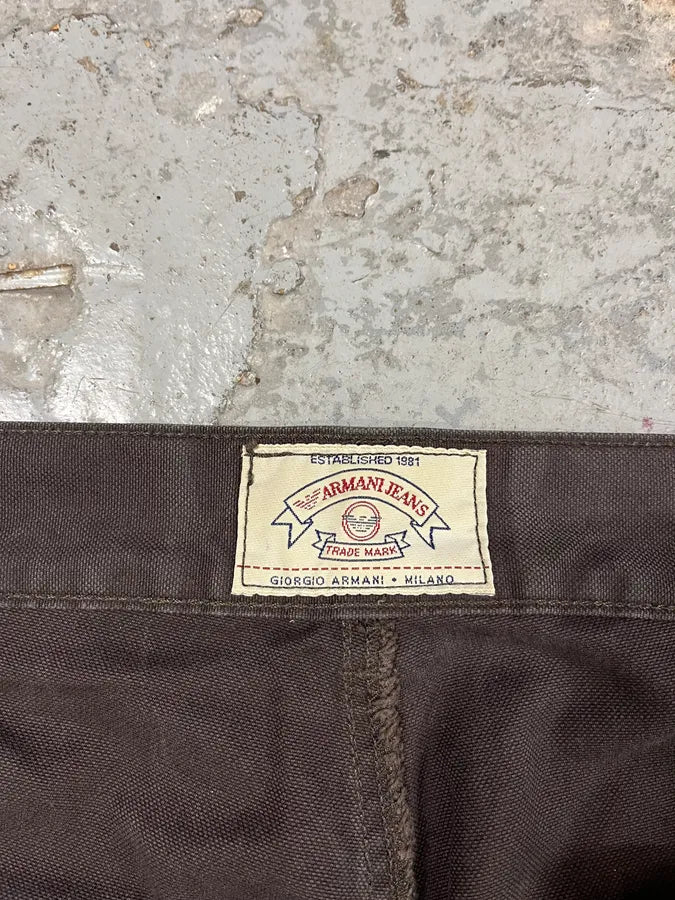 ESTABLISHED 1981
ARMANI JEANS
TRADE MARK
GIORGIO ARMANI • MILANO